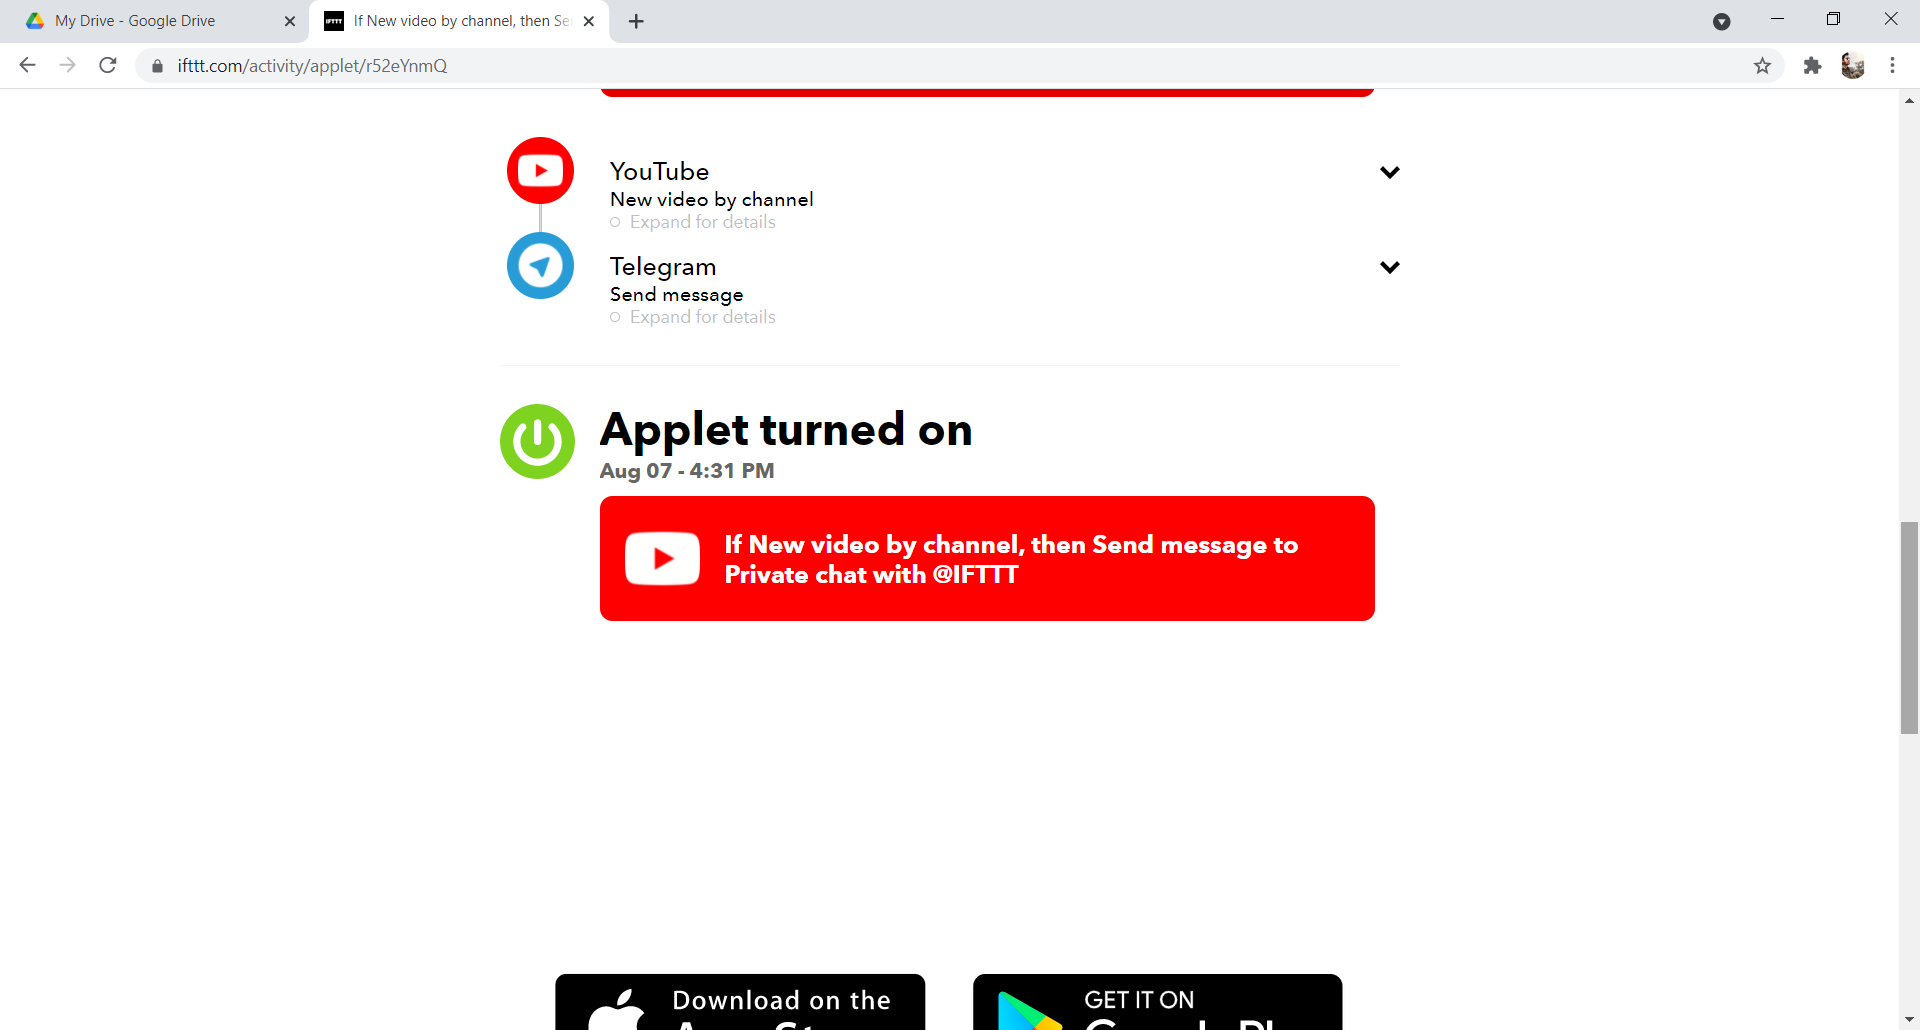 My Drive - Google Drive
IFTTT
If New video by channel, then Se
ifttt.com/activity/applet/r52eYnmQ
YouTube
New video by channel
Expand for details
Telegram
Send message
Expand for details
Applet turned on
Aug 07 - 4:31 PM
If New video by channel, then Send message to
Private chat with @IFTTT
Download on the
GET IT ON